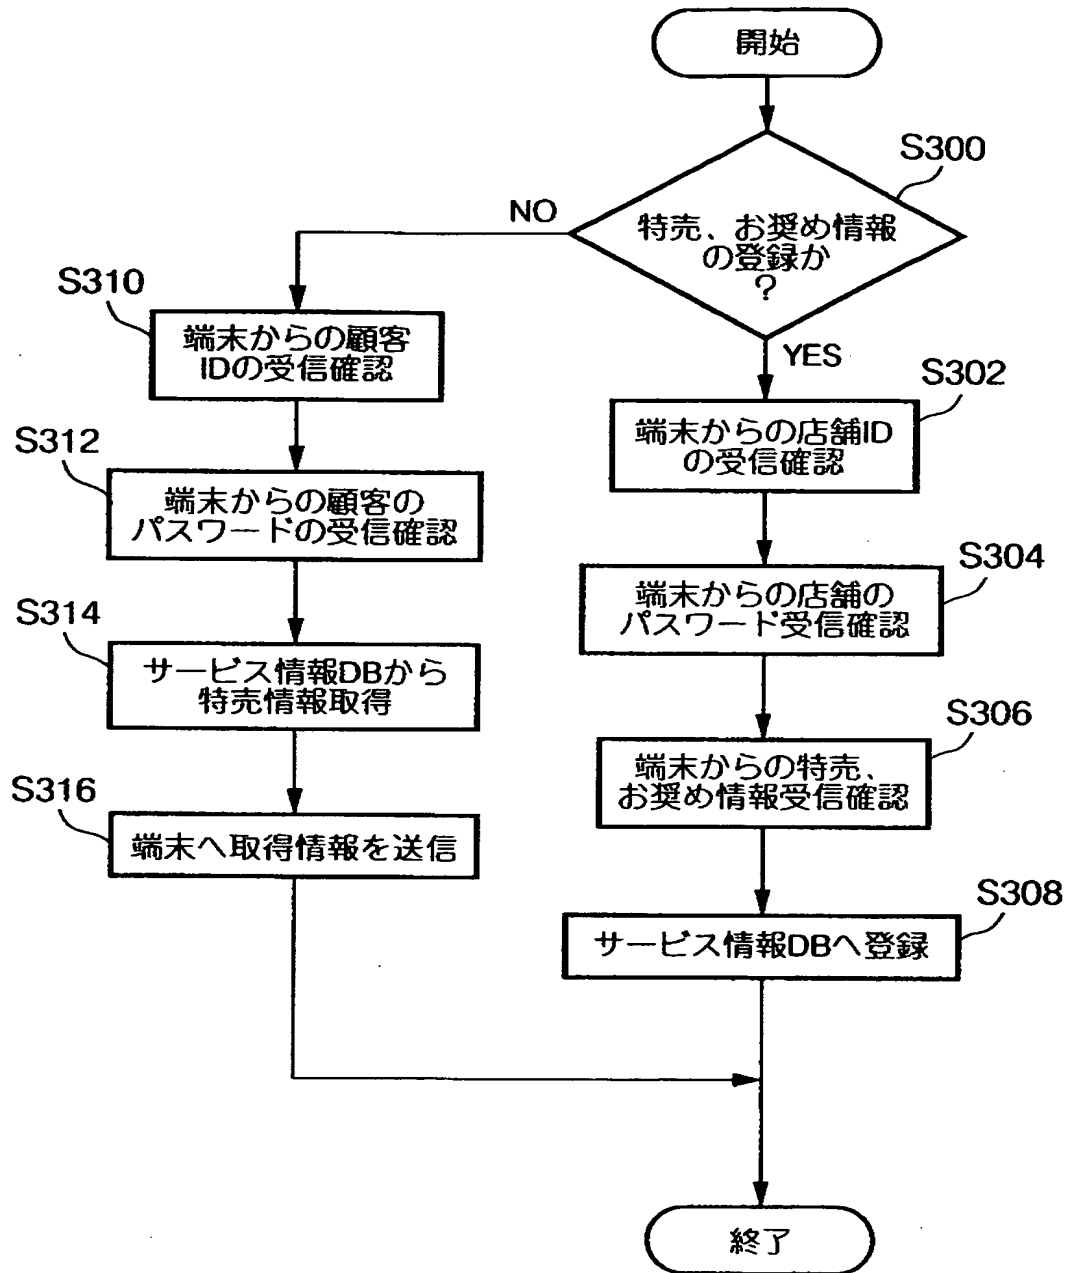 開始
S300
特売、お奨め情報
の登録か
?
NO
YES
S310
端末からの顧客
IDの受信確認
S302
端末からの店舗ID
の受信確認
S312
端末からの顧客の
パスワードの受信確認
S304
端末からの店舗の
パスワード受信確認
S314
サービス情報DBから
特売情報取得
S306
端末からの特売、
お奨め情報受信確認
S316
端末へ取得情報を送信
S308
サービス情報DBへ登録
終了